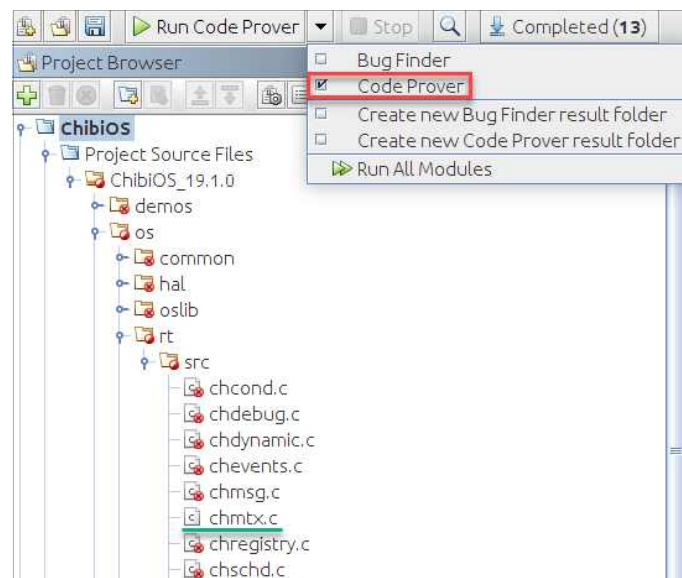 Run Code Prover
Stop
Completed (13)
Project Browser
Bug Finder
Code Prover
Create new Bug Finder result folder
Create new Code Prover result folder
Run All Modules
ChibiOS
Project Source Files
ChibiOS_19.1.0
demos
os
common
hal
oslib
rt
src
chcond.c
chdebug.c
chdynamic.c
chevents.c
chmsg.c
chmtx.c
chregistry.c
chschd.c